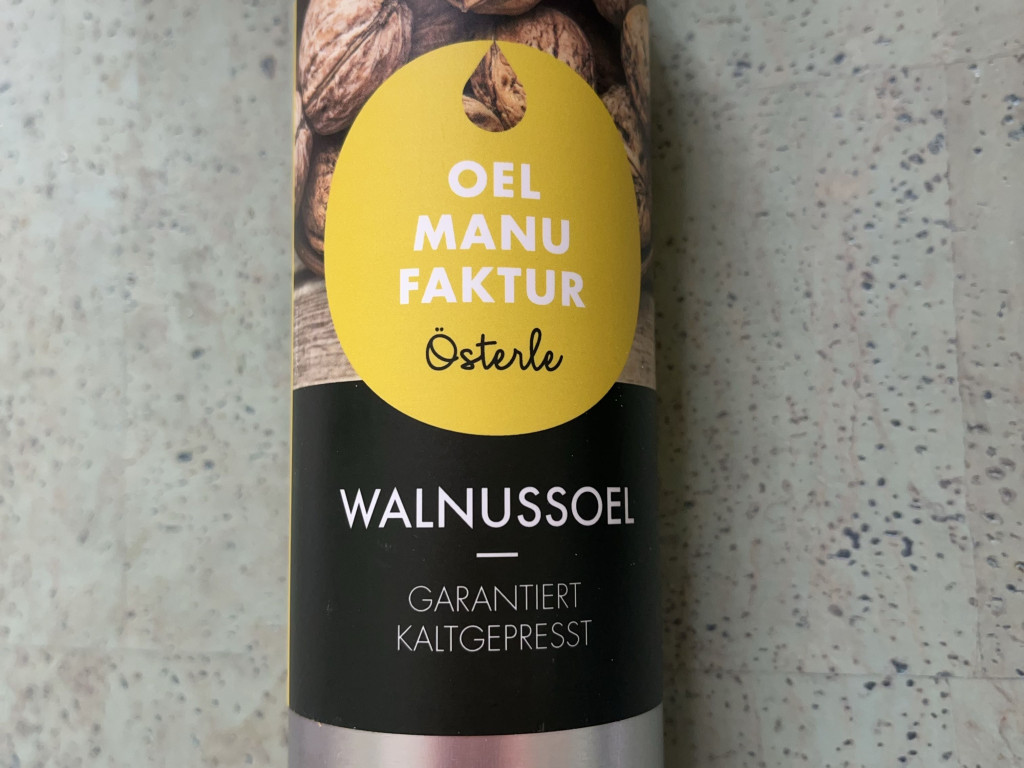 OEL
MANU
FAKTUR
Österle
WALNUSSOEL
GARANTIERT
KALTGEPRESST